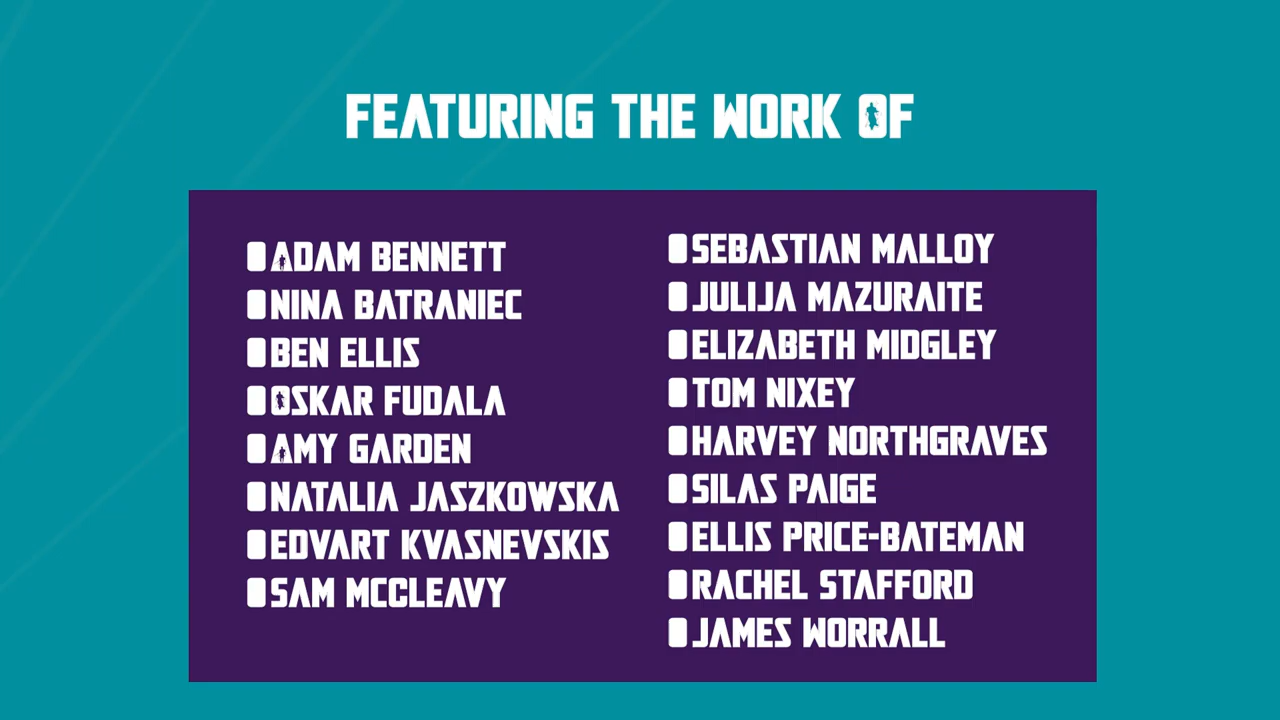 FEATURING THE WORK OF
ADAM BENNETT
NINA BATRANIEC
BEN ELLIS
OSKAR FUDALA
AMY GARDEN
NATALIA JASZKOWSKA
EDVART KVASNEVSKIS
SAM MCCLEAVY
SEBASTIAN MALLOY
JULIJA MAZURAITE
ELIZABETH MIDGLEY
TOM NIXEY
HARVEY NORTHGRAVES
SILAS PAIGE
ELLIS PRICE-BATEMAN
RACHEL STAFFORD
JAMES WORRALL